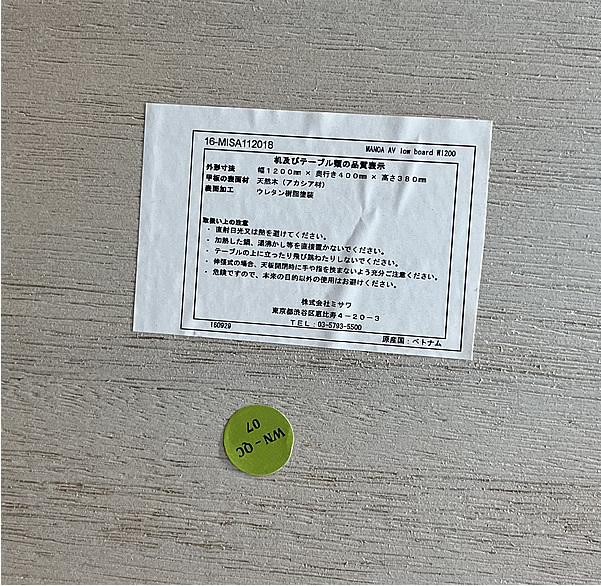 16-MISA112018
MANOA AV low board W1200
机及びテーブル類の品質表示
外形寸法 幅1200mm × 奥行き400mm × 高さ380mm
甲板の表面材 天然木(アカシア材)
表面加工 ウレタン樹脂塗装
取扱い上の注意
・直射日光又は熱を避けてください。
・加熱した鍋、湯沸かし等を直接置かないでください。
・テーブルの上に立ったり飛び跳ねたりしないでください。
・伸張式の場合、天板開閉時に手や指を挟まないよう充分ご注意ください。
・危険ですので、本来の目的以外の使用はお避けください。
株式会社ミサワ
東京都渋谷区恵比寿4-20-3
TEL:03-5793-5500
160929
原産国:ベトナム
WN-QC
07